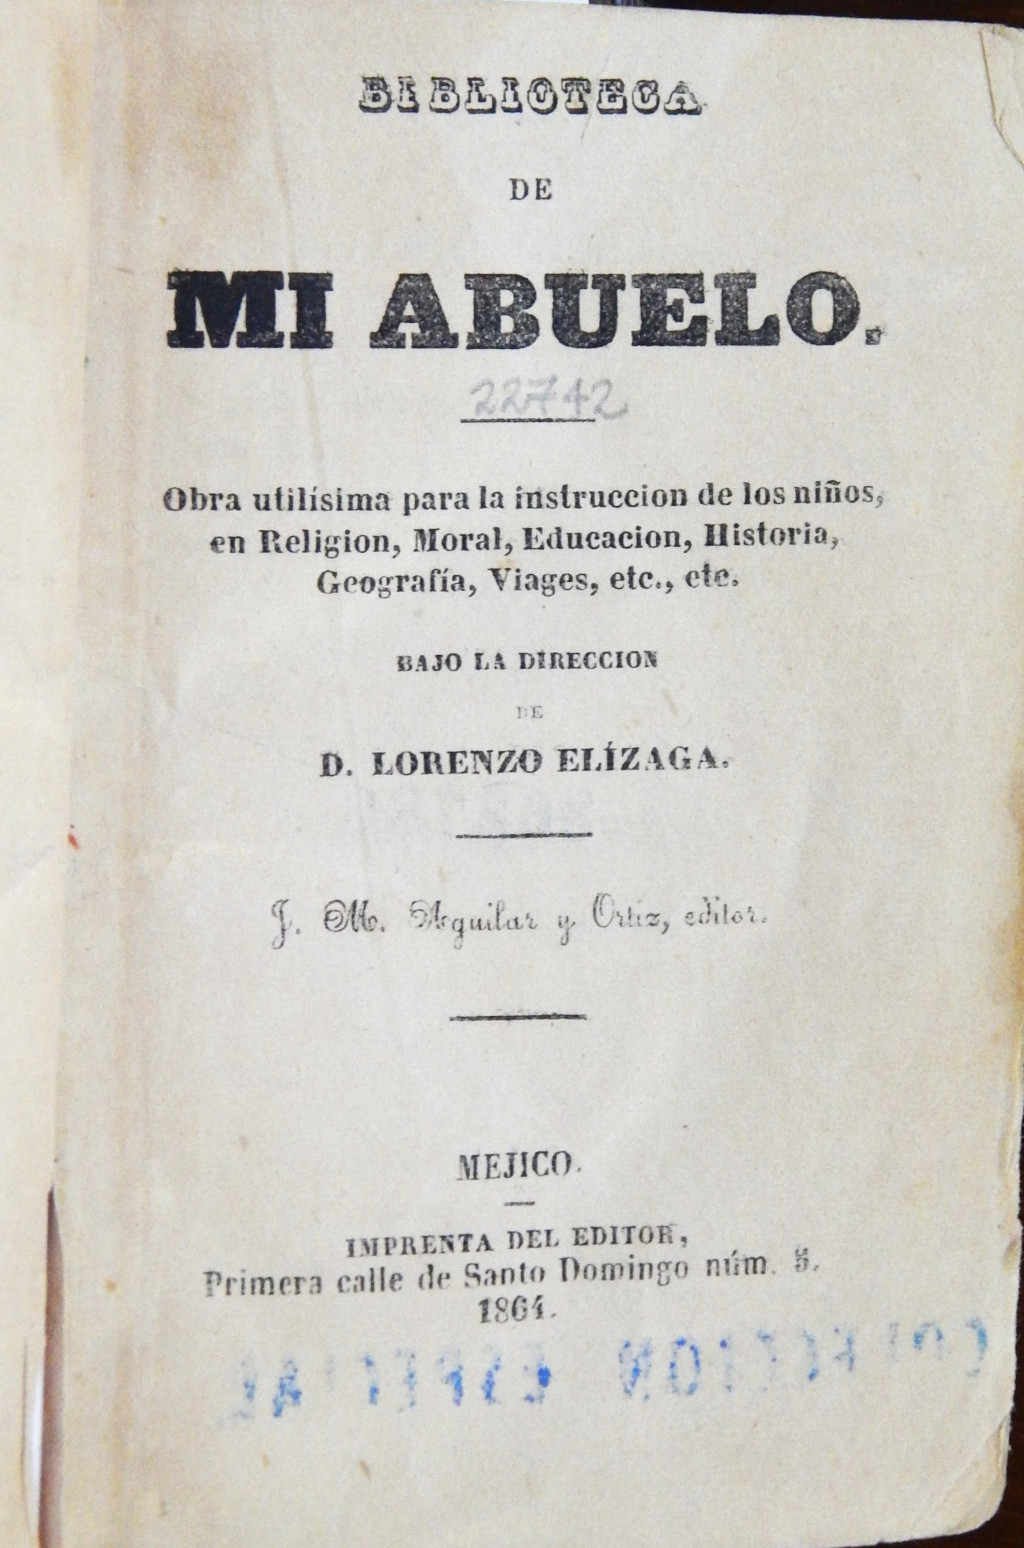 BIBLIOTECA
DE
MI ABUELO.
22742
Obra utilísima para la instruccion de los niños,
en Religion, Moral, Educacion, Historia,
Geografía, Viages, etc., etc.
BAJO LA DIRECCION
DE
D. LORENZO ELÍZAGA.
J. M. Aguilar y Ortiz, editor.
MEJICO.
IMPRENTA DEL EDITOR,
Primera calle de Santo Domingo núm. 5.
1864.
COLECCION ESPECIAL